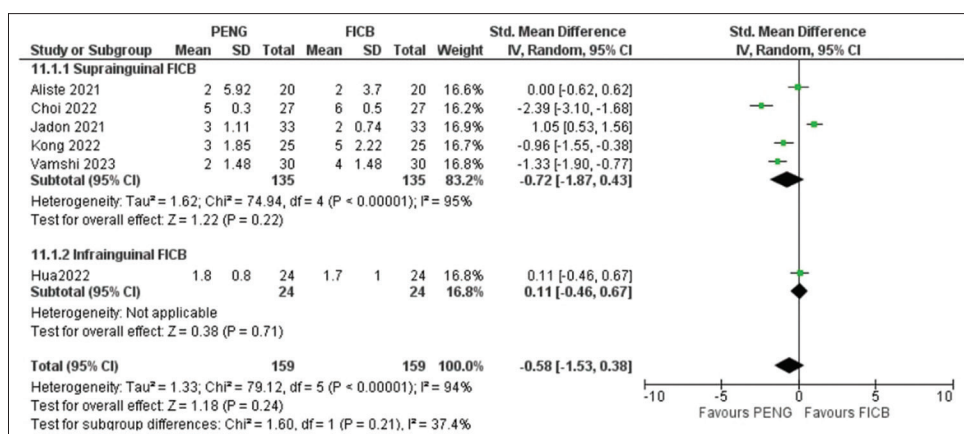 PENG FICB Std. Mean Difference Std. Mean Difference
Study or Subgroup Mean SD Total Mean SD Total Weight IV, Random, 95% CI IV, Random, 95% CI
11.1.1 Suprainguinal FICB
Aliste 2021 2 5.92 20 2 3.7 20 16.6% 0.00 [-0.62, 0.62]
Choi 2022 5 0.3 27 6 0.5 27 16.2% -2.39 [-3.10, -1.68]
Jadon 2021 3 1.11 33 2 0.74 33 16.9% 1.05 [0.53, 1.56]
Kong 2022 3 1.85 25 5 2.22 25 16.8% -0.96 [-1.55, -0.38]
Vamshi 2023 2 1.48 30 4 1.48 30 16.8% -1.33 [-1.90, -0.77]
Subtotal (95% CI) 135 135 83.2% -0.72 [-1.87, 0.43]
Heterogeneity: Tau² = 1.62; Chi² = 74.94, df = 4 (P < 0.00001); I² = 95%
Test for overall effect: Z = 1.22 (P = 0.22)
11.1.2 Infrainguinal FICB
Hua2022 1.8 0.8 24 1.7 1 24 16.8% 0.11 [-0.46, 0.67]
Subtotal (95% CI) 24 24 16.8% 0.11 [-0.46, 0.67]
Heterogeneity: Not applicable
Test for overall effect: Z = 0.38 (P = 0.71)
Total (95% CI) 159 159 100.0% -0.58 [-1.53, 0.38]
Heterogeneity: Tau² = 1.33; Chi² = 79.12, df = 5 (P < 0.00001); I² = 94%
Test for overall effect: Z = 1.18 (P = 0.24)
Test for subgroup differences: Chi² = 1.60, df = 1 (P = 0.21), I² = 37.4%
-10 -5 0 5 10
Favours PENG Favours FICB